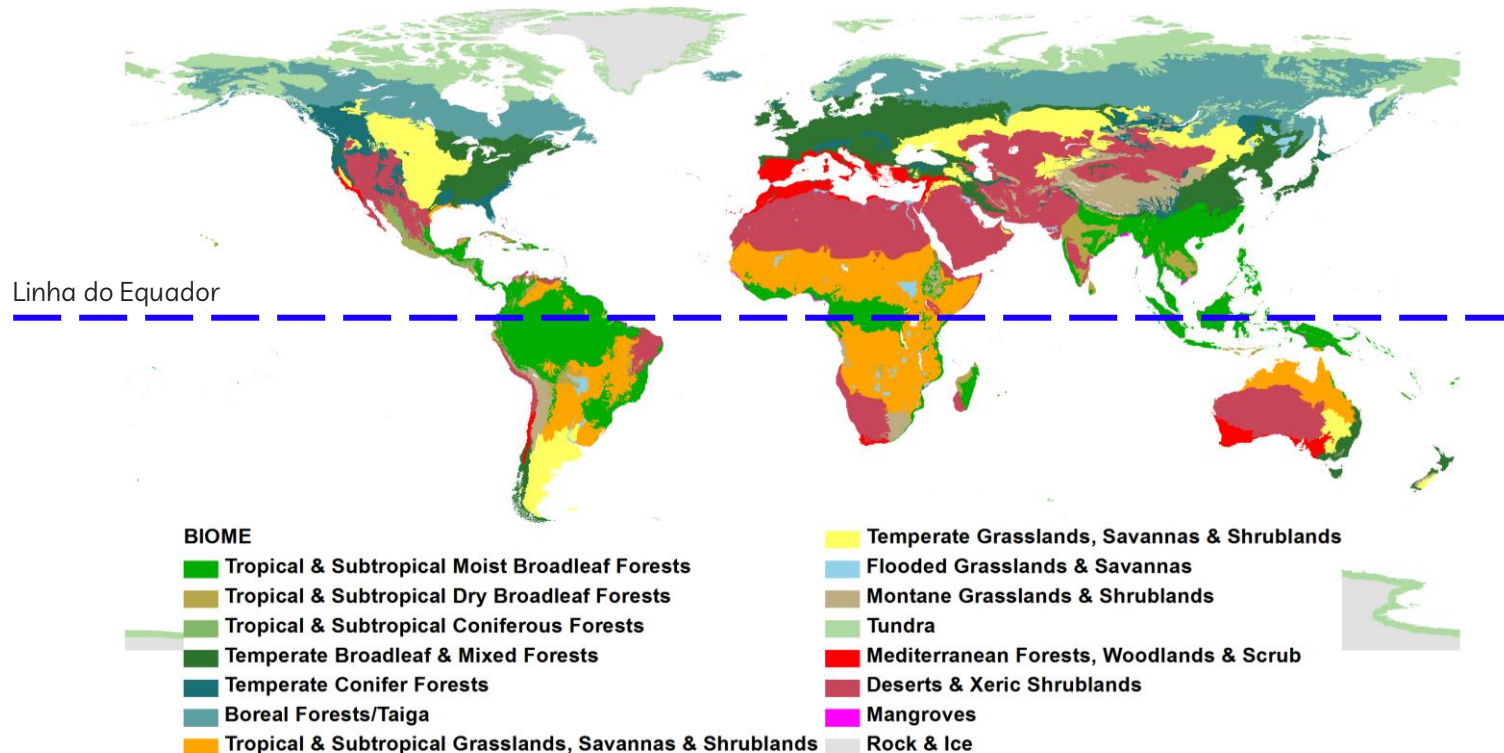 Linha do Equador
BIOME
Tropical & Subtropical Moist Broadleaf Forests
Tropical & Subtropical Dry Broadleaf Forests
Tropical & Subtropical Coniferous Forests
Temperate Broadleaf & Mixed Forests
Temperate Conifer Forests
Boreal Forests/Taiga
Tropical & Subtropical Grasslands, Savannas & Shrublands
Temperate Grasslands, Savannas & Shrublands
Flooded Grasslands & Savannas
Montane Grasslands & Shrublands
Tundra
Mediterranean Forests, Woodlands & Scrub
Deserts & Xeric Shrublands
Mangroves
Rock & Ice